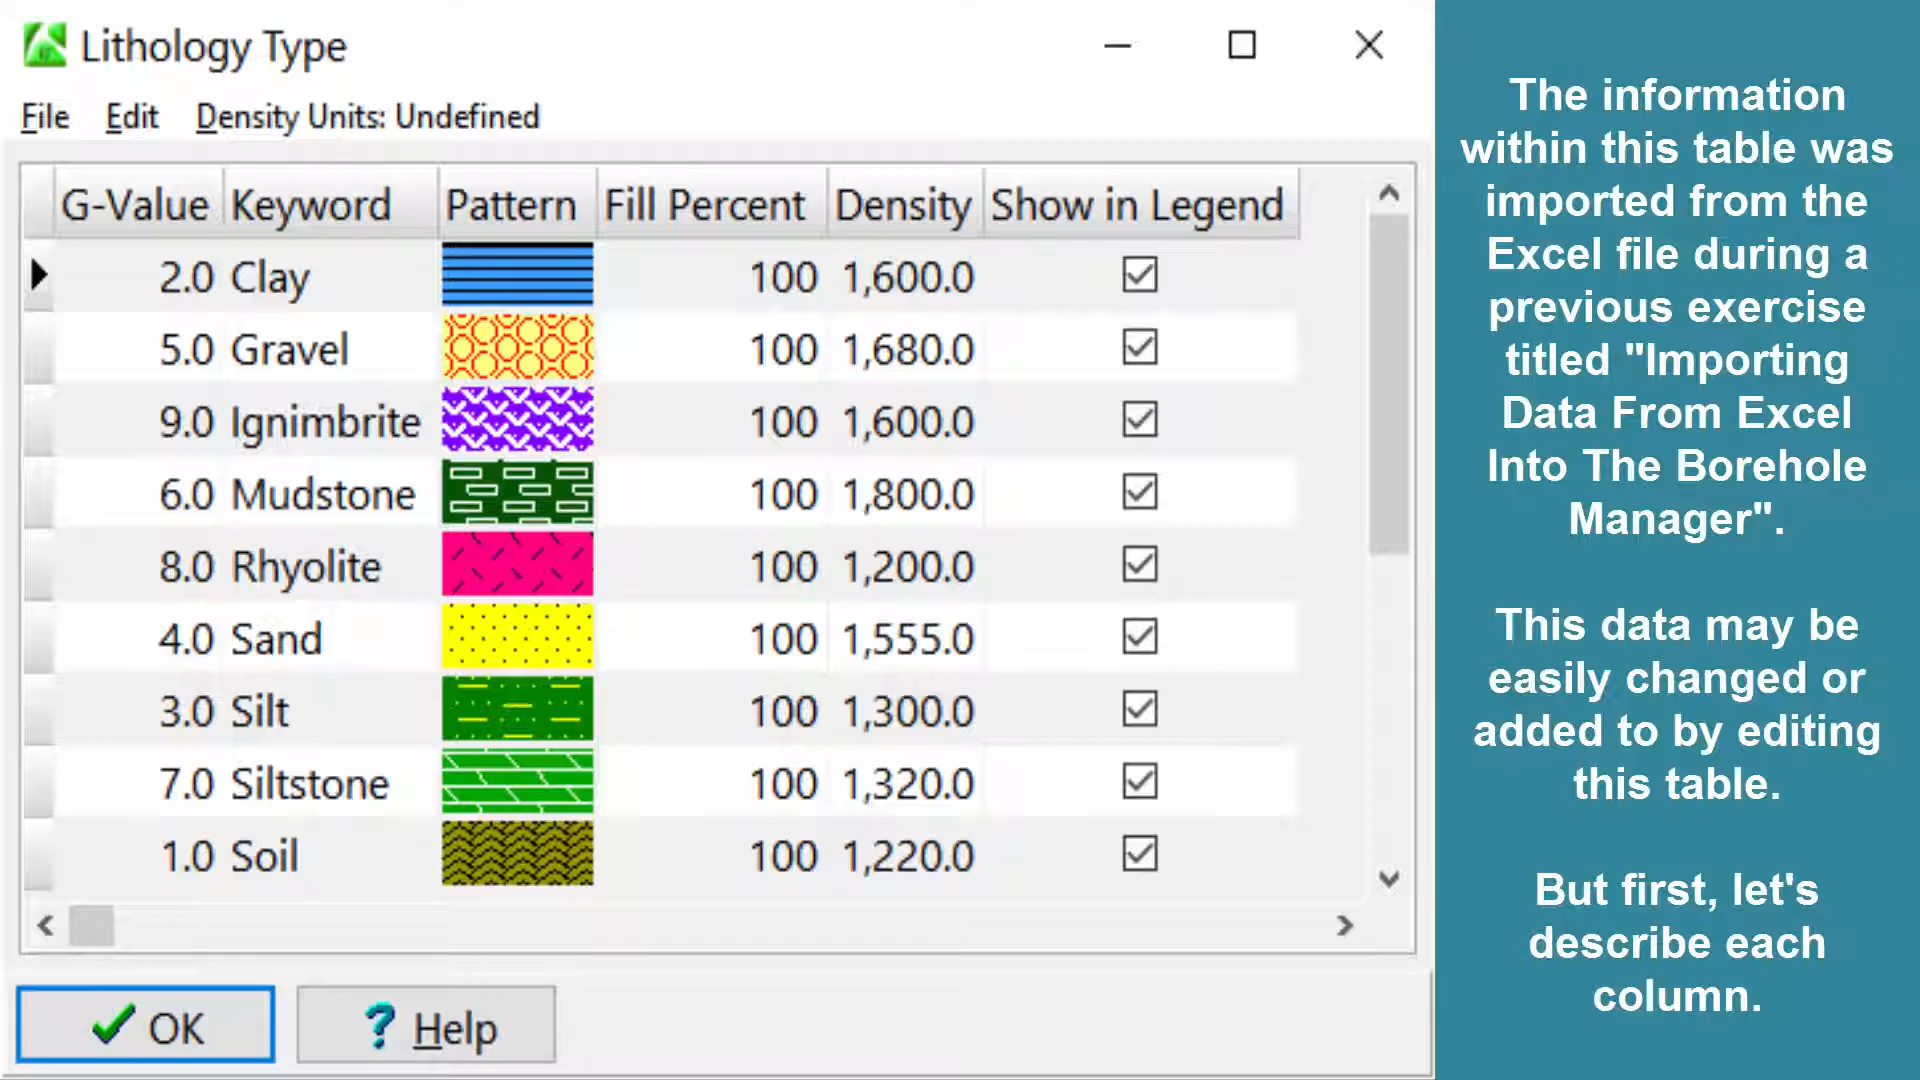 Lithology Type
File Edit Density Units: Undefined
G-Value Keyword Pattern Fill Percent Density Show in Legend
2.0 Clay 100 1,600.0
5.0 Gravel 100 1,680.0
9.0 Ignimbrite 100 1,600.0
6.0 Mudstone 100 1,800.0
8.0 Rhyolite 100 1,200.0
4.0 Sand 100 1,555.0
3.0 Silt 100 1,300.0
7.0 Siltstone 100 1,320.0
1.0 Soil 100 1,220.0
OK ? Help
The information
within this table was
imported from the
Excel file during a
previous exercise
titled "Importing
Data From Excel
Into The Borehole
Manager".
This data may be
easily changed or
added to by editing
this table.
But first, let's
describe each
column.